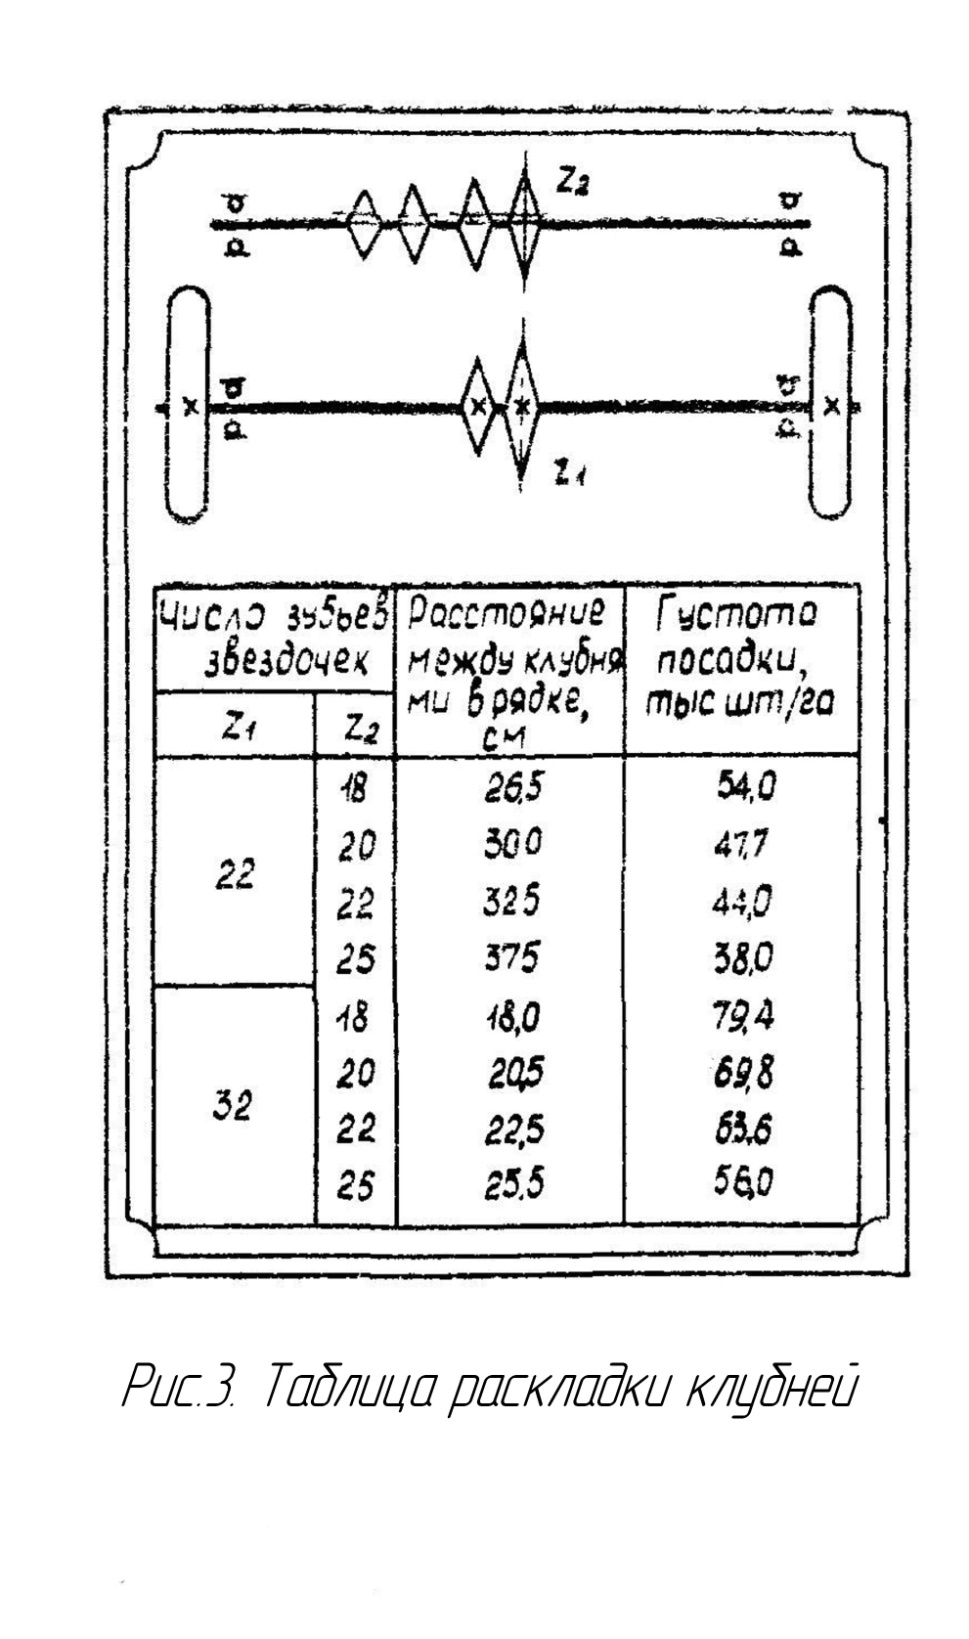 Z2
Z1
Число зубьев
звездочек
Расстояние
между клубня
ми в рядке,
см
Густота
посадки,
тыс шт/га
Z1
Z2
22
18 26,5 54,0
20 30 0 47,7
22 32 5 44,0
25 37 5 38,0
32
18 18,0 79,4
20 20,5 69,8
22 22,5 63,6
25 25,5 56,0
Рис.3. Таблица раскладки клубней